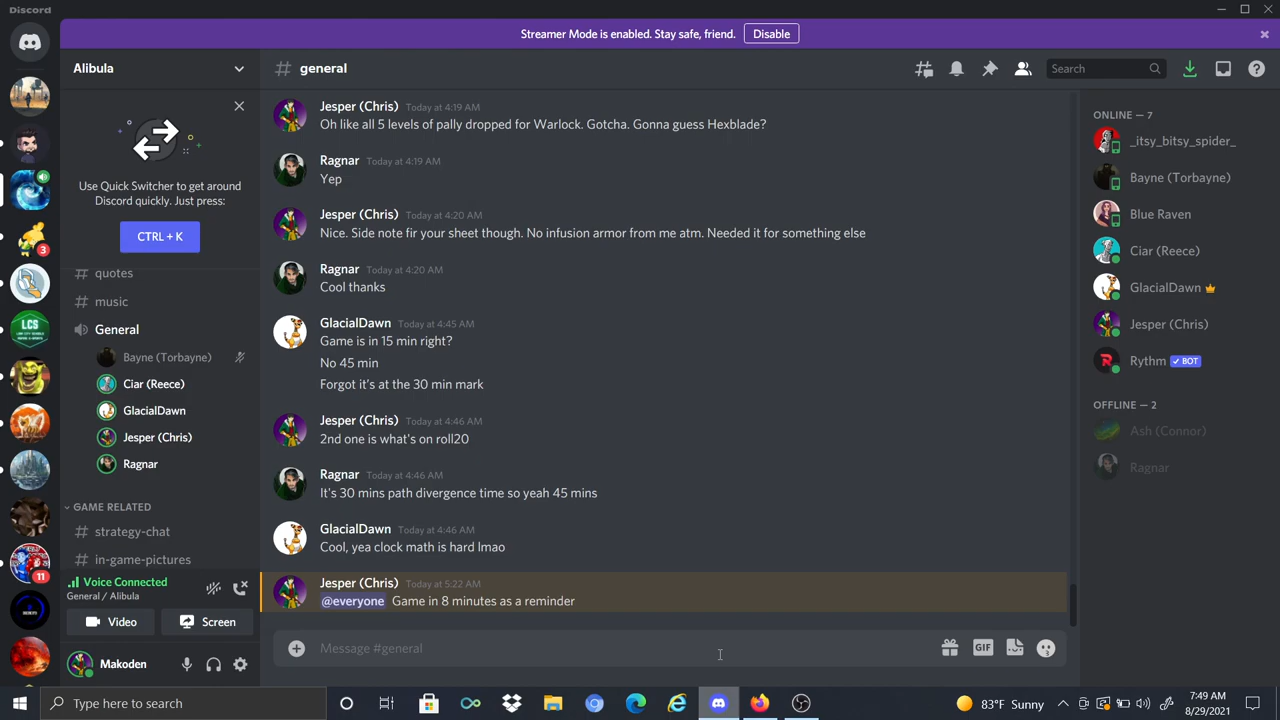 Discord
Streamer Mode is enabled. Stay safe, friend.
Disable
Alibula
general
Search
Use Quick Switcher to get around
Discord quickly. Just press:
CTRL + K
quotes
music
General
Bayne (Torbayne)
Ciar (Reece)
GlacialDawn
Jesper (Chris)
Ragnar
GAME RELATED
strategy-chat
in-game-pictures
Voice Connected
General / Alibula
Video
Screen
Makoden
3
LCS
11
Jesper (Chris) Today at 4:19 AM
Oh like all 5 levels of pally dropped for Warlock. Gotcha. Gonna guess Hexblade?
Ragnar Today at 4:19 AM
Yep
Jesper (Chris) Today at 4:20 AM
Nice. Side note fir your sheet though. No infusion armor from me atm. Needed it for something else
Ragnar Today at 4:20 AM
Cool thanks
GlacialDawn Today at 4:45 AM
Game is in 15 min right?
No 45 min
Forgot it's at the 30 min mark
Jesper (Chris) Today at 4:46 AM
2nd one is what's on roll20
Ragnar Today at 4:46 AM
It's 30 mins path divergence time so yeah 45 mins
GlacialDawn Today at 4:46 AM
Cool, yea clock math is hard lmao
Jesper (Chris) Today at 5:22 AM
@everyone Game in 8 minutes as a reminder
Message #general
GIF
ONLINE — 7
_itsy_bitsy_spider_
Bayne (Torbayne)
Blue Raven
Ciar (Reece)
GlacialDawn
Jesper (Chris)
Rythm BOT
OFFLINE — 2
Ash (Connor)
Ragnar
Type here to search
83°F Sunny
7:49 AM
8/29/2021